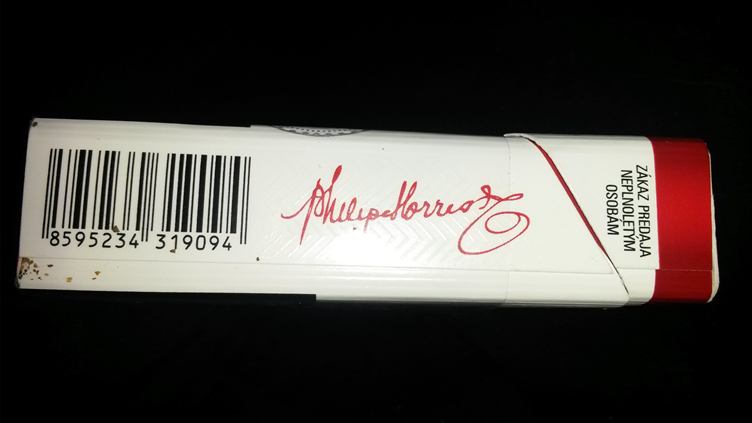 8595234 319094
Philip Morris
ZÁKAZ PREDAJA
NEPLNOLETÝM
OSOBÁM